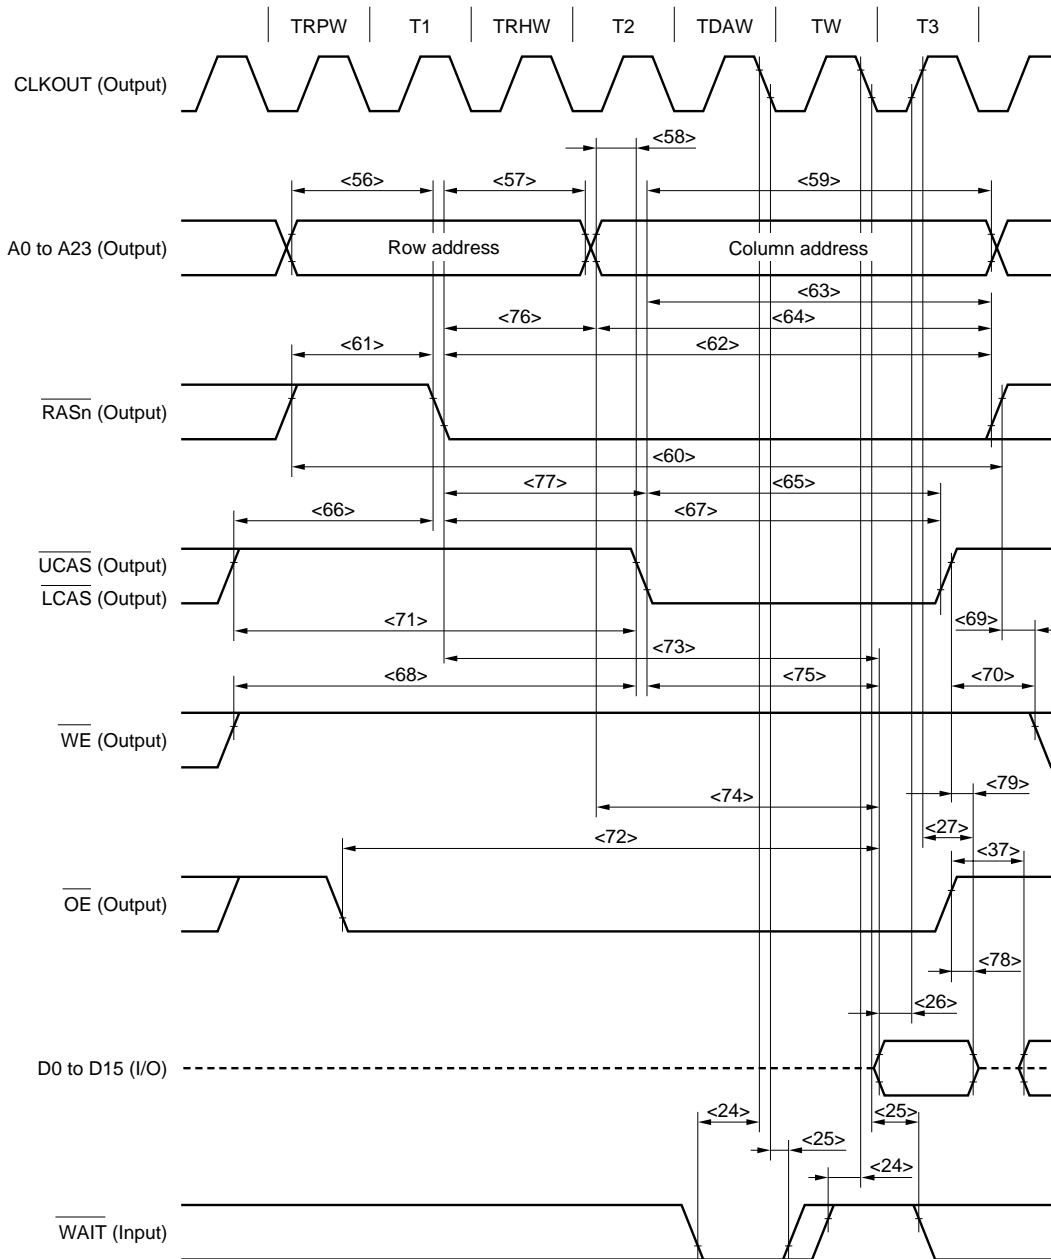 TRPW T1 TRHW T2 TDAW TW T3
CLKOUT (Output)
<58>
<56> <57> <59>
A0 to A23 (Output) Row address Column address
<63>
<76> <64>
<61> <62>
RASn (Output)
<60>
<77> <65>
<66> <67>
UCAS (Output)
LCAS (Output)
<71> <69>
<73>
<68> <75> <70>
WE (Output)
<79>
<74>
<27>
<72>
<37>
OE (Output)
<78>
<26>
D0 to D15 (I/O)
<24> <25>
<25>
<24>
WAIT (Input)